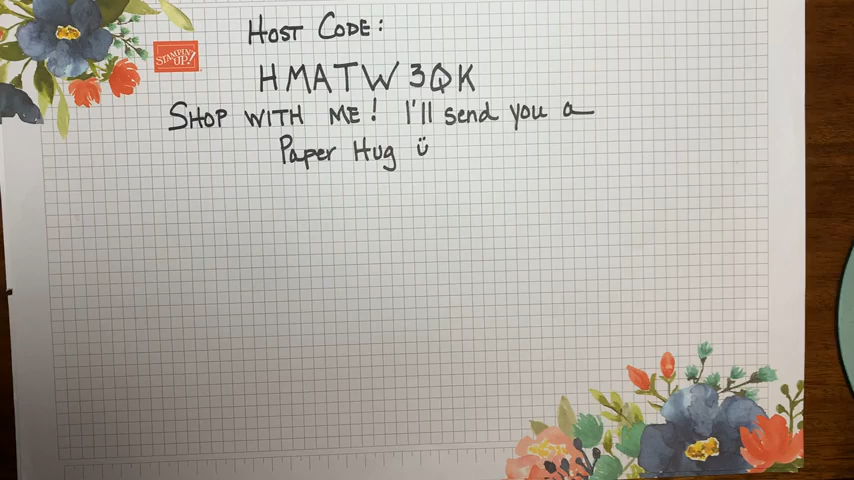 HOST CODE:
STAMPIN' UP!
HMATW3QK
SHOP WITH ME! I'll send you a
Paper Hug